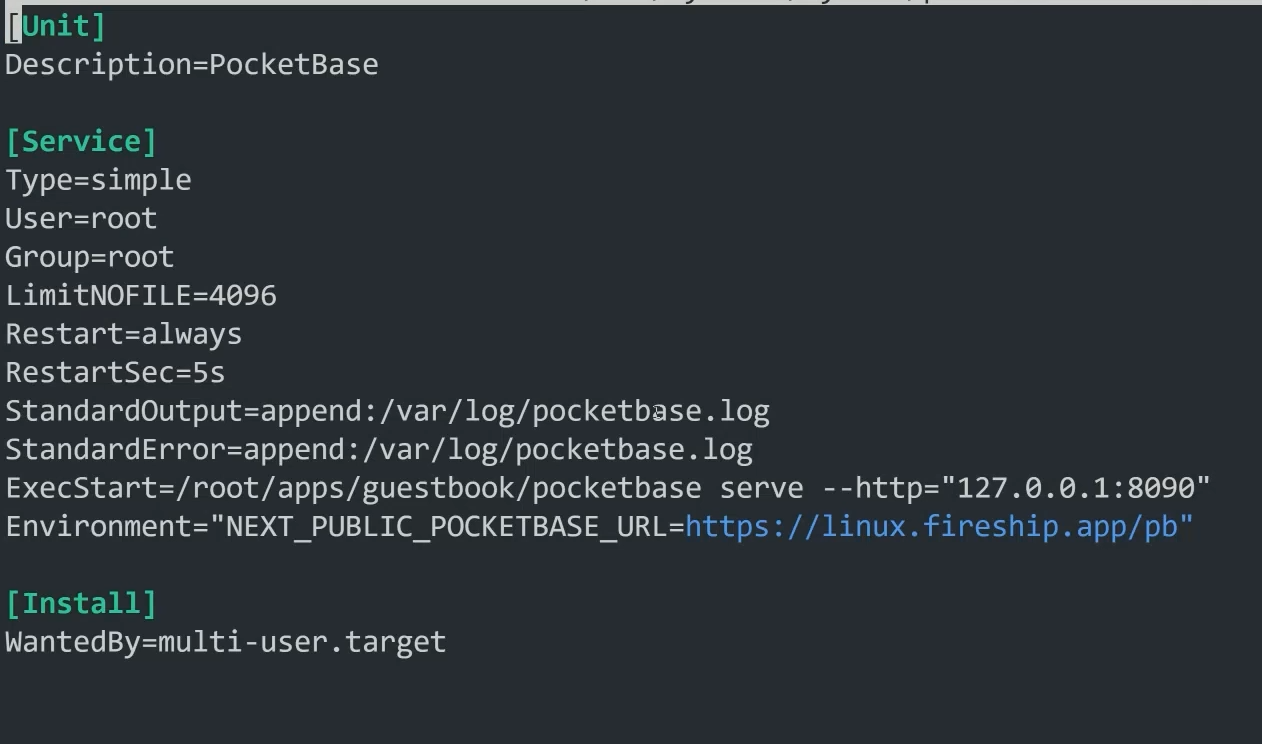 [Unit]
Description=PocketBase
[Service]
Type=simple
User=root
Group=root
LimitNOFILE=4096
Restart=always
RestartSec=5s
StandardOutput=append:/var/log/pocketbase.log
StandardError=append:/var/log/pocketbase.log
ExecStart=/root/apps/guestbook/pocketbase serve --http="127.0.0.1:8090"
Environment="NEXT_PUBLIC_POCKETBASE_URL=https://linux.fireship.app/pb"
[Install]
WantedBy=multi-user.target